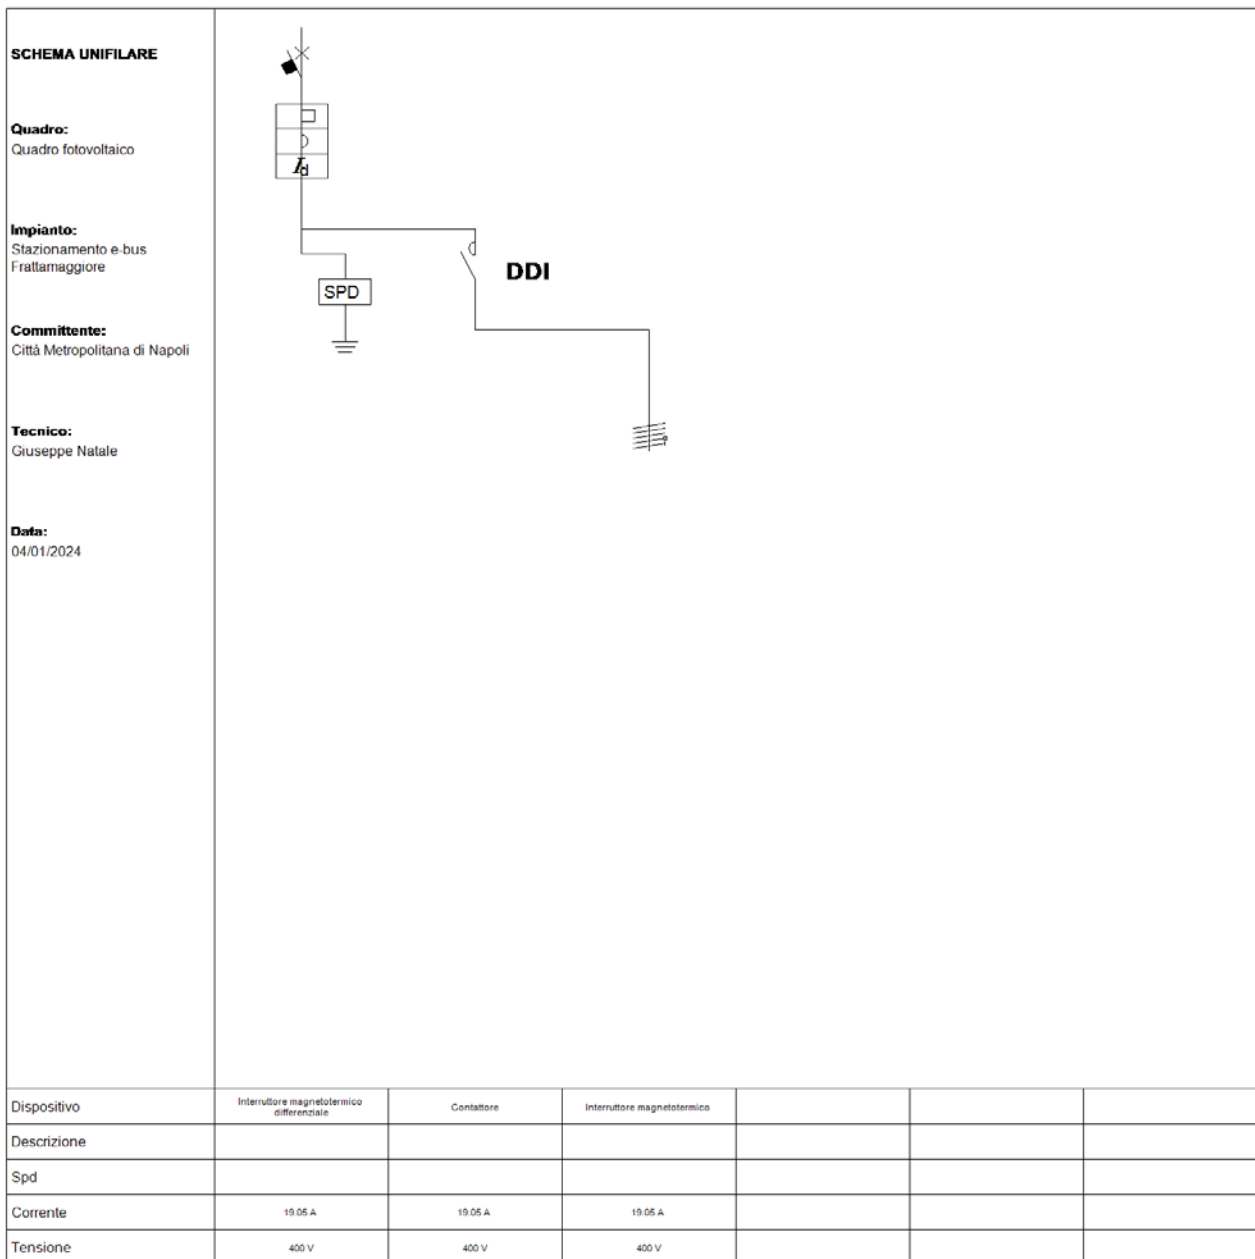 SCHEMA UNIFILARE
Quadro:
Quadro fotovoltaico
Impianto:
Stazionamento e-bus
Frattamaggiore
Committente:
Città Metropolitana di Napoli
Tecnico:
Giuseppe Natale
Data:
04/01/2024
Id
SPD
DDI
Dispositivo
Interruttore magnetotermico
differenziale
Contattore
Interruttore magnetotermico
Descrizione
Spd
Corrente
19.05 A
19.05 A
19.05 A
Tensione
400 V
400 V
400 V